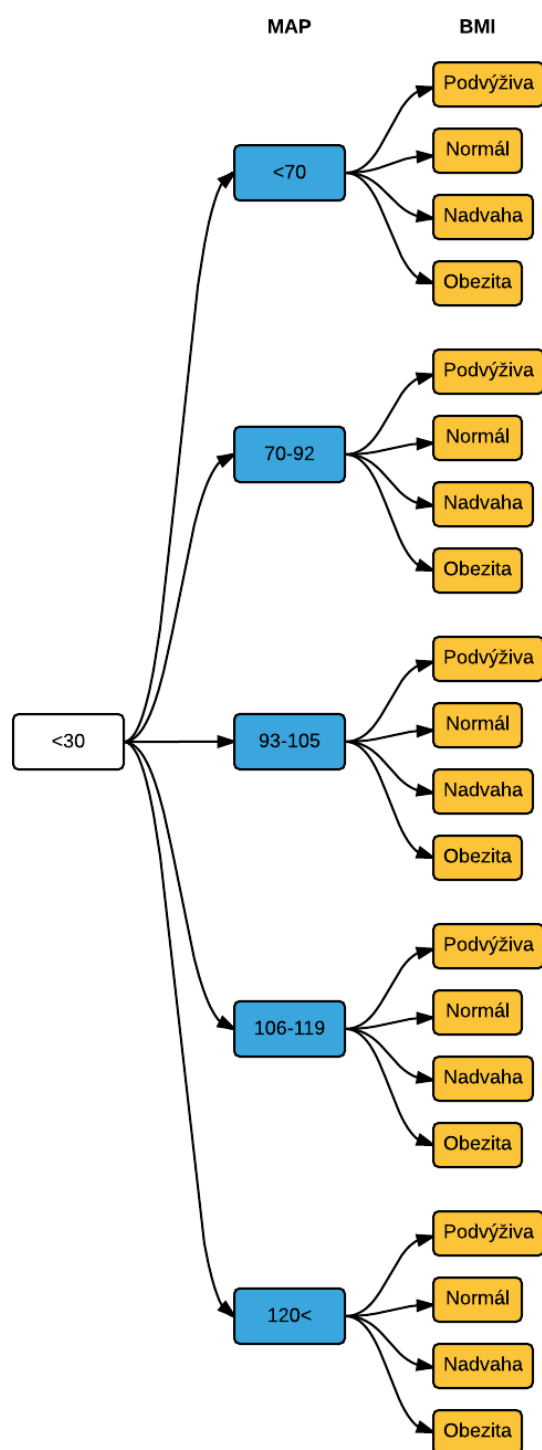 MAP
BMI
<30
<70
Podvýživa
Normál
Nadvaha
Obezita
70-92
Podvýživa
Normál
Nadvaha
Obezita
93-105
Podvýživa
Normál
Nadvaha
Obezita
106-119
Podvýživa
Normál
Nadvaha
Obezita
120<
Podvýživa
Normál
Nadvaha
Obezita